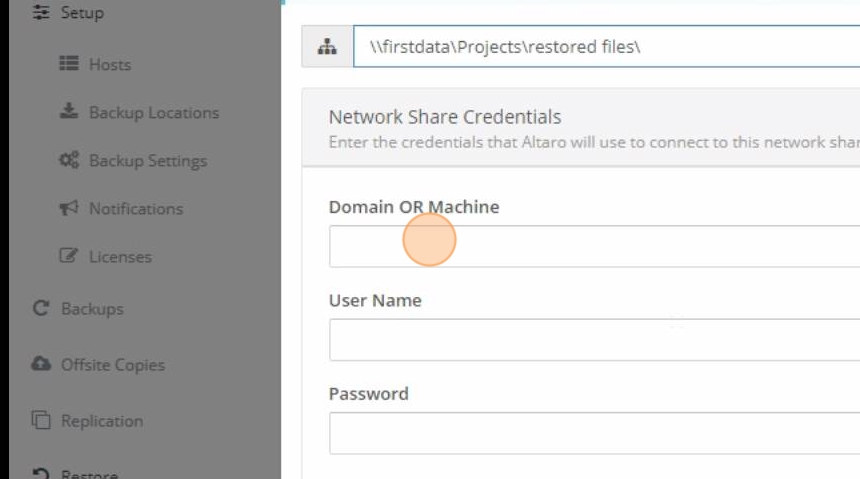 Setup
Hosts
Backup Locations
Backup Settings
Notifications
Licenses
Backups
Offsite Copies
Replication
Restore
\\firstdata\Projects\restored files\
Network Share Credentials
Enter the credentials that Altaro will use to connect to this network shar
Domain OR Machine
User Name
Password